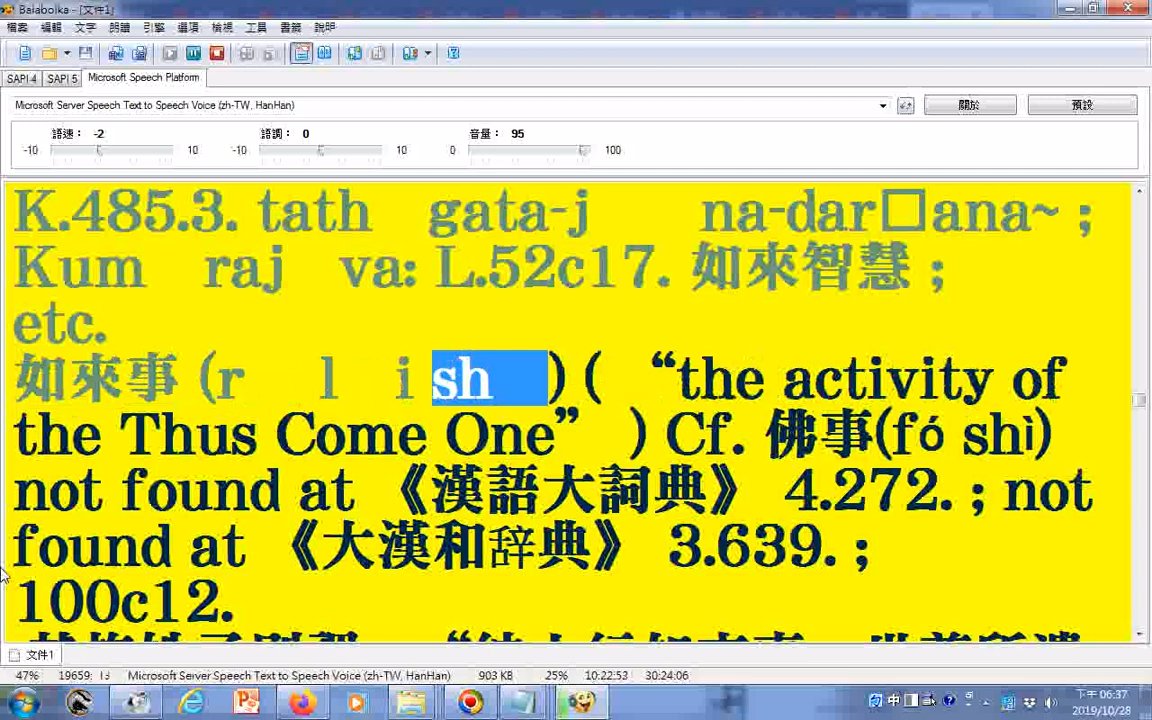 Balabolka - [文件1]
檔案 編輯 文字 朗讀 引擎 選項 檢視 工具 書籤 說明
SAPI 4 SAPI 5 Microsoft Speech Platform
Microsoft Server Speech Text to Speech Voice (zh-TW, HanHan) 關於 預設
語速： -2 語調： 0 音量： 95
-10 10 -10 10 0 100
K.485.3. tath gata-j na-dar□ana~ ;
Kum raj va: L.52c17. 如來智慧 ;
etc.
如來事 (r l i sh ) ( “the activity of
the Thus Come One” ) Cf. 佛事(fó shì)
not found at 《漢語大詞典》 4.272. ; not
found at 《大漢和辞典》 3.639. ;
100c12.
文件1
47% 19659: 13 Microsoft Server Speech Text to Speech Voice (zh-TW, HanHan) 903 KB 25% 10:22:53 30:24:06
中 下午 06:37
2019/10/28